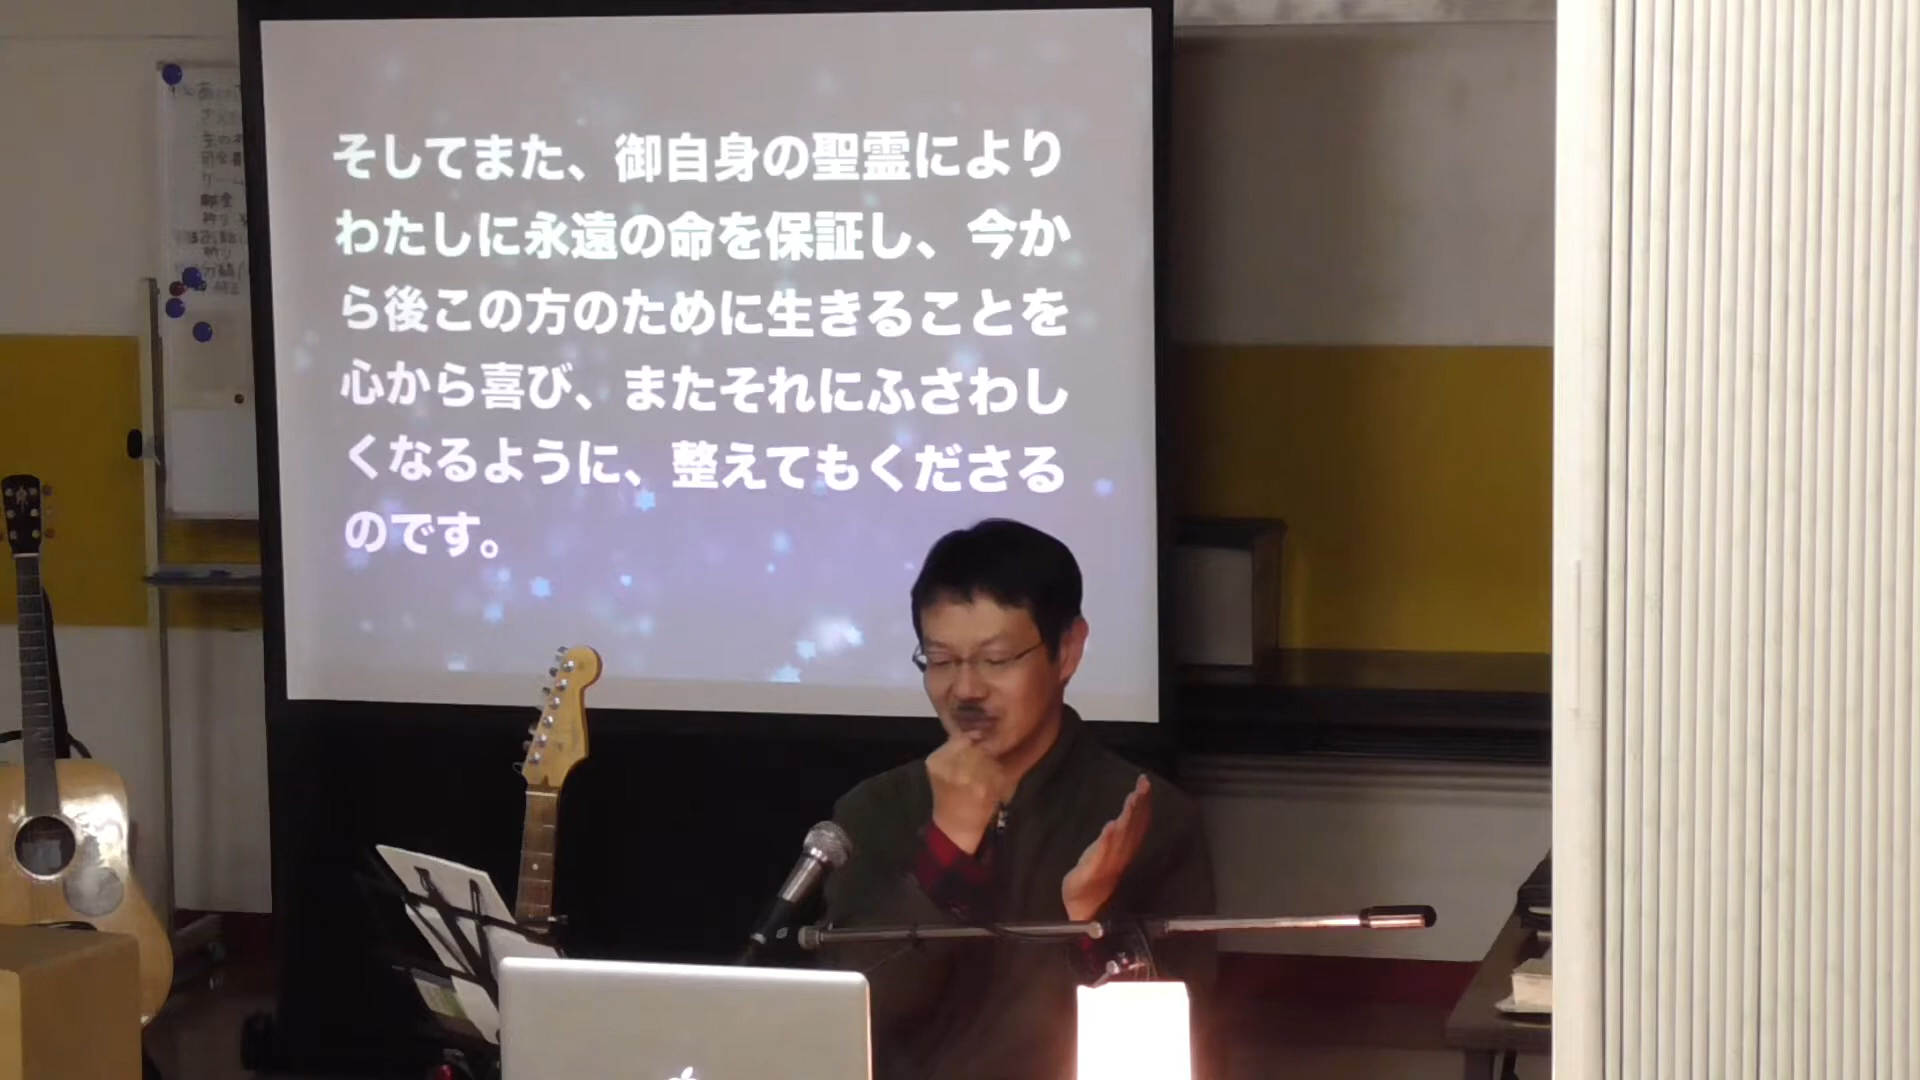 そしてまた、御自身の聖霊により
わたしに永遠の命を保証し、今か
ら後この方のために生きることを
心から喜び、またそれにふさわし
くなるように、整えてもくださる
のです。